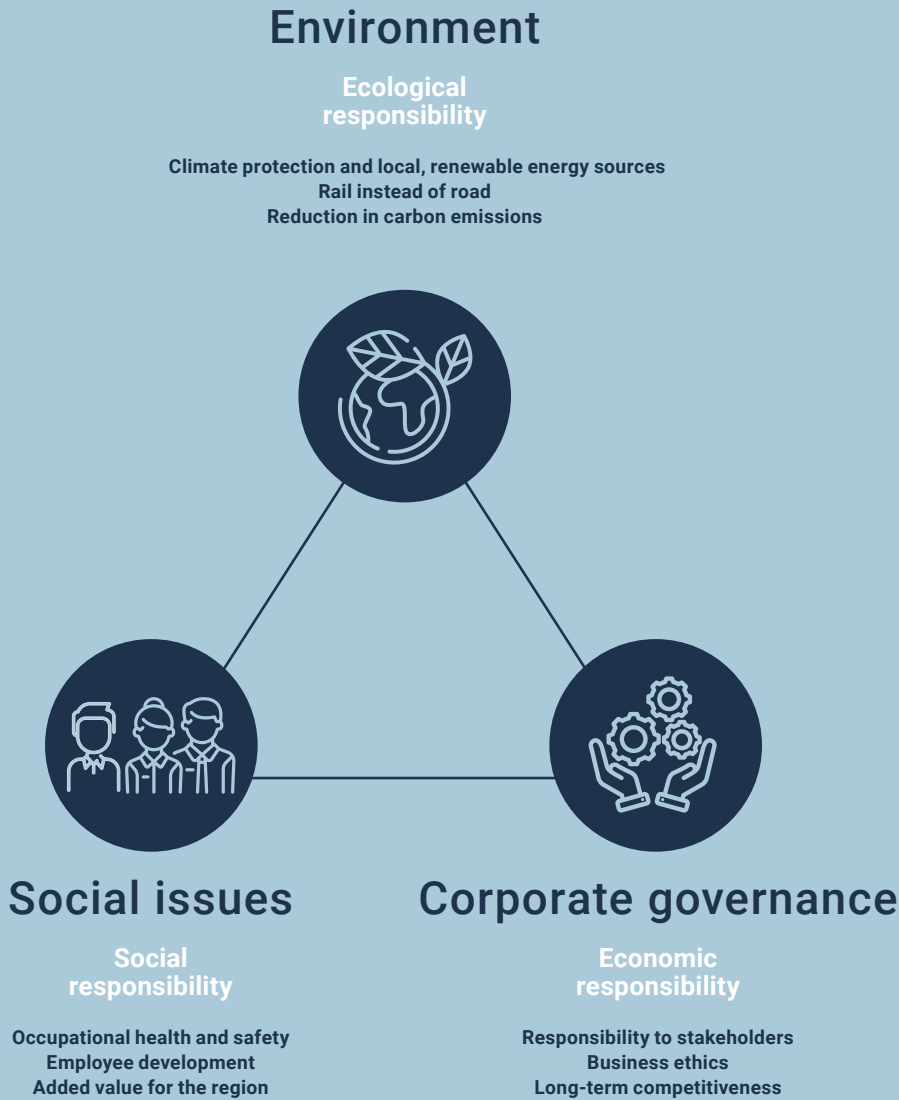 Environment
Ecological
responsibility
Climate protection and local, renewable energy sources
Rail instead of road
Reduction in carbon emissions
Social issues
Social
responsibility
Occupational health and safety
Employee development
Added value for the region
Corporate governance
Economic
responsibility
Responsibility to stakeholders
Business ethics
Long-term competitiveness